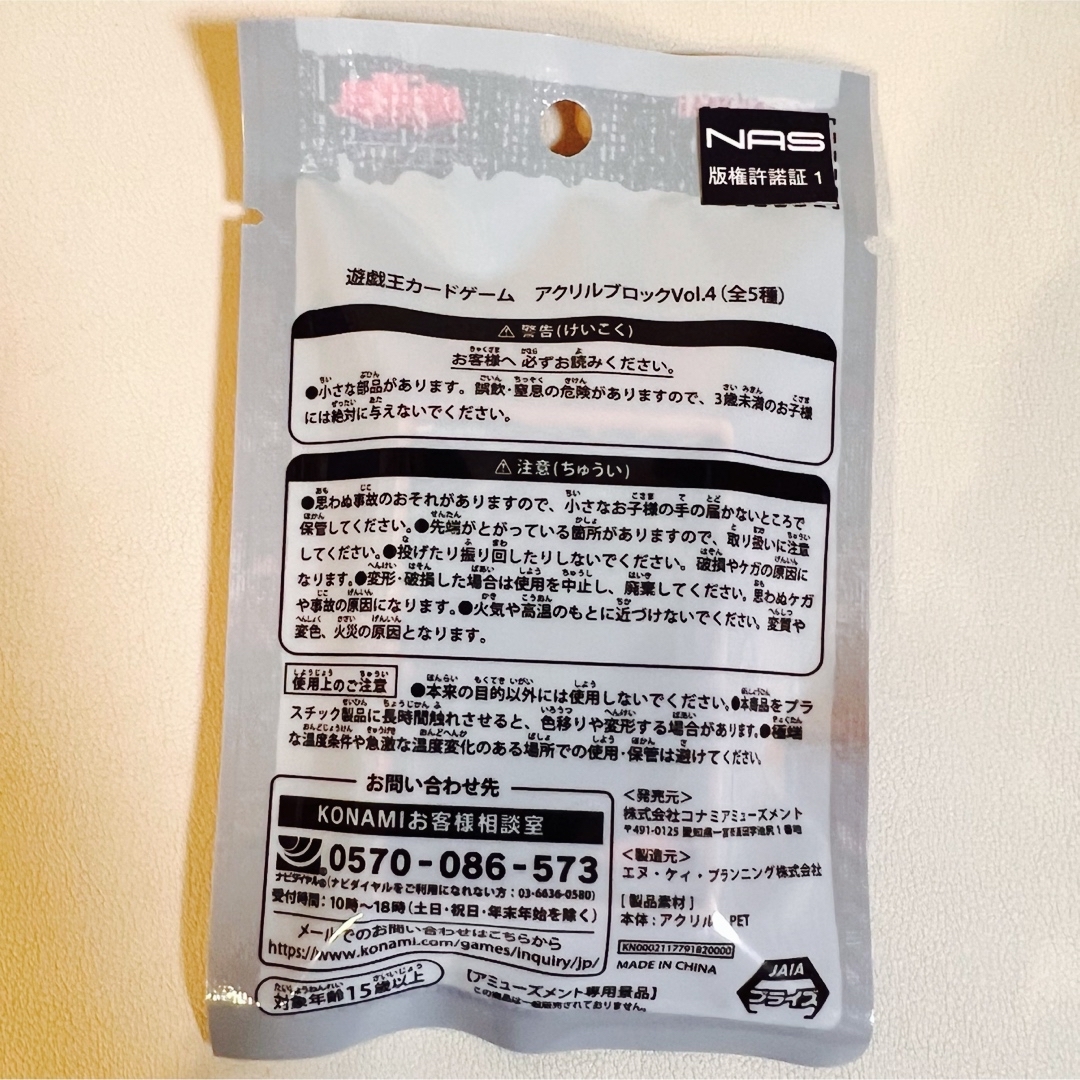 NAS
版権許諾証 1
遊戯王カードゲーム アクリルブロックVol.4(全5種)
⚠警告(けいこく)
お客様へ 必ずお読みください。
●小さな部品があります。誤飲・窒息の危険がありますので、3歳未満のお子様
には絶対に与えないでください。
⚠注意(ちゅうい)
●思わぬ事故のおそれがありますので、小さなお子様の手の届かないところで
保管してください。●先端がとがっている箇所がありますので、取り扱いに注意
してください。●投げたり振り回したりしないでください。破損やケガの原因に
なります。●変形・破損した場合は使用を中止し、廃棄してください。思わぬケガ
や事故の原因になります。●火気や高温のもとに近づけないでください。変質や
変色、火災の原因となります。
使用上のご注意 ●本来の目的以外には使用しないでください。●本商品をプラ
スチック製品に長時間触れさせると、色移りや変形する場合があります。●極端
な温度条件や急激な温度変化のある場所での使用・保管は避けてください。
お問い合わせ先
KONAMIお客様相談室
ナビダイヤル® 0570-086-573
(ナビダイヤルをご利用になれない方:03-6636-0580)
受付時間:10時~18時(土日・祝日・年末年始を除く)
メールでのお問い合わせはこちらから
https://www.konami.com/games/inquiry/jp/
対象年齢15歳以上
<発売元>
株式会社コナミアミューズメント
〒491-0125 愛知県一宮市高田字池尻1番地
<製造元>
エヌ・ケィ・プランニング株式会社
[製品素材]
本体:アクリル、PET
KN0002117791820000
MADE IN CHINA
【アミューズメント専用景品】
この商品は一般販売されておりません。
JAIA
プライズ